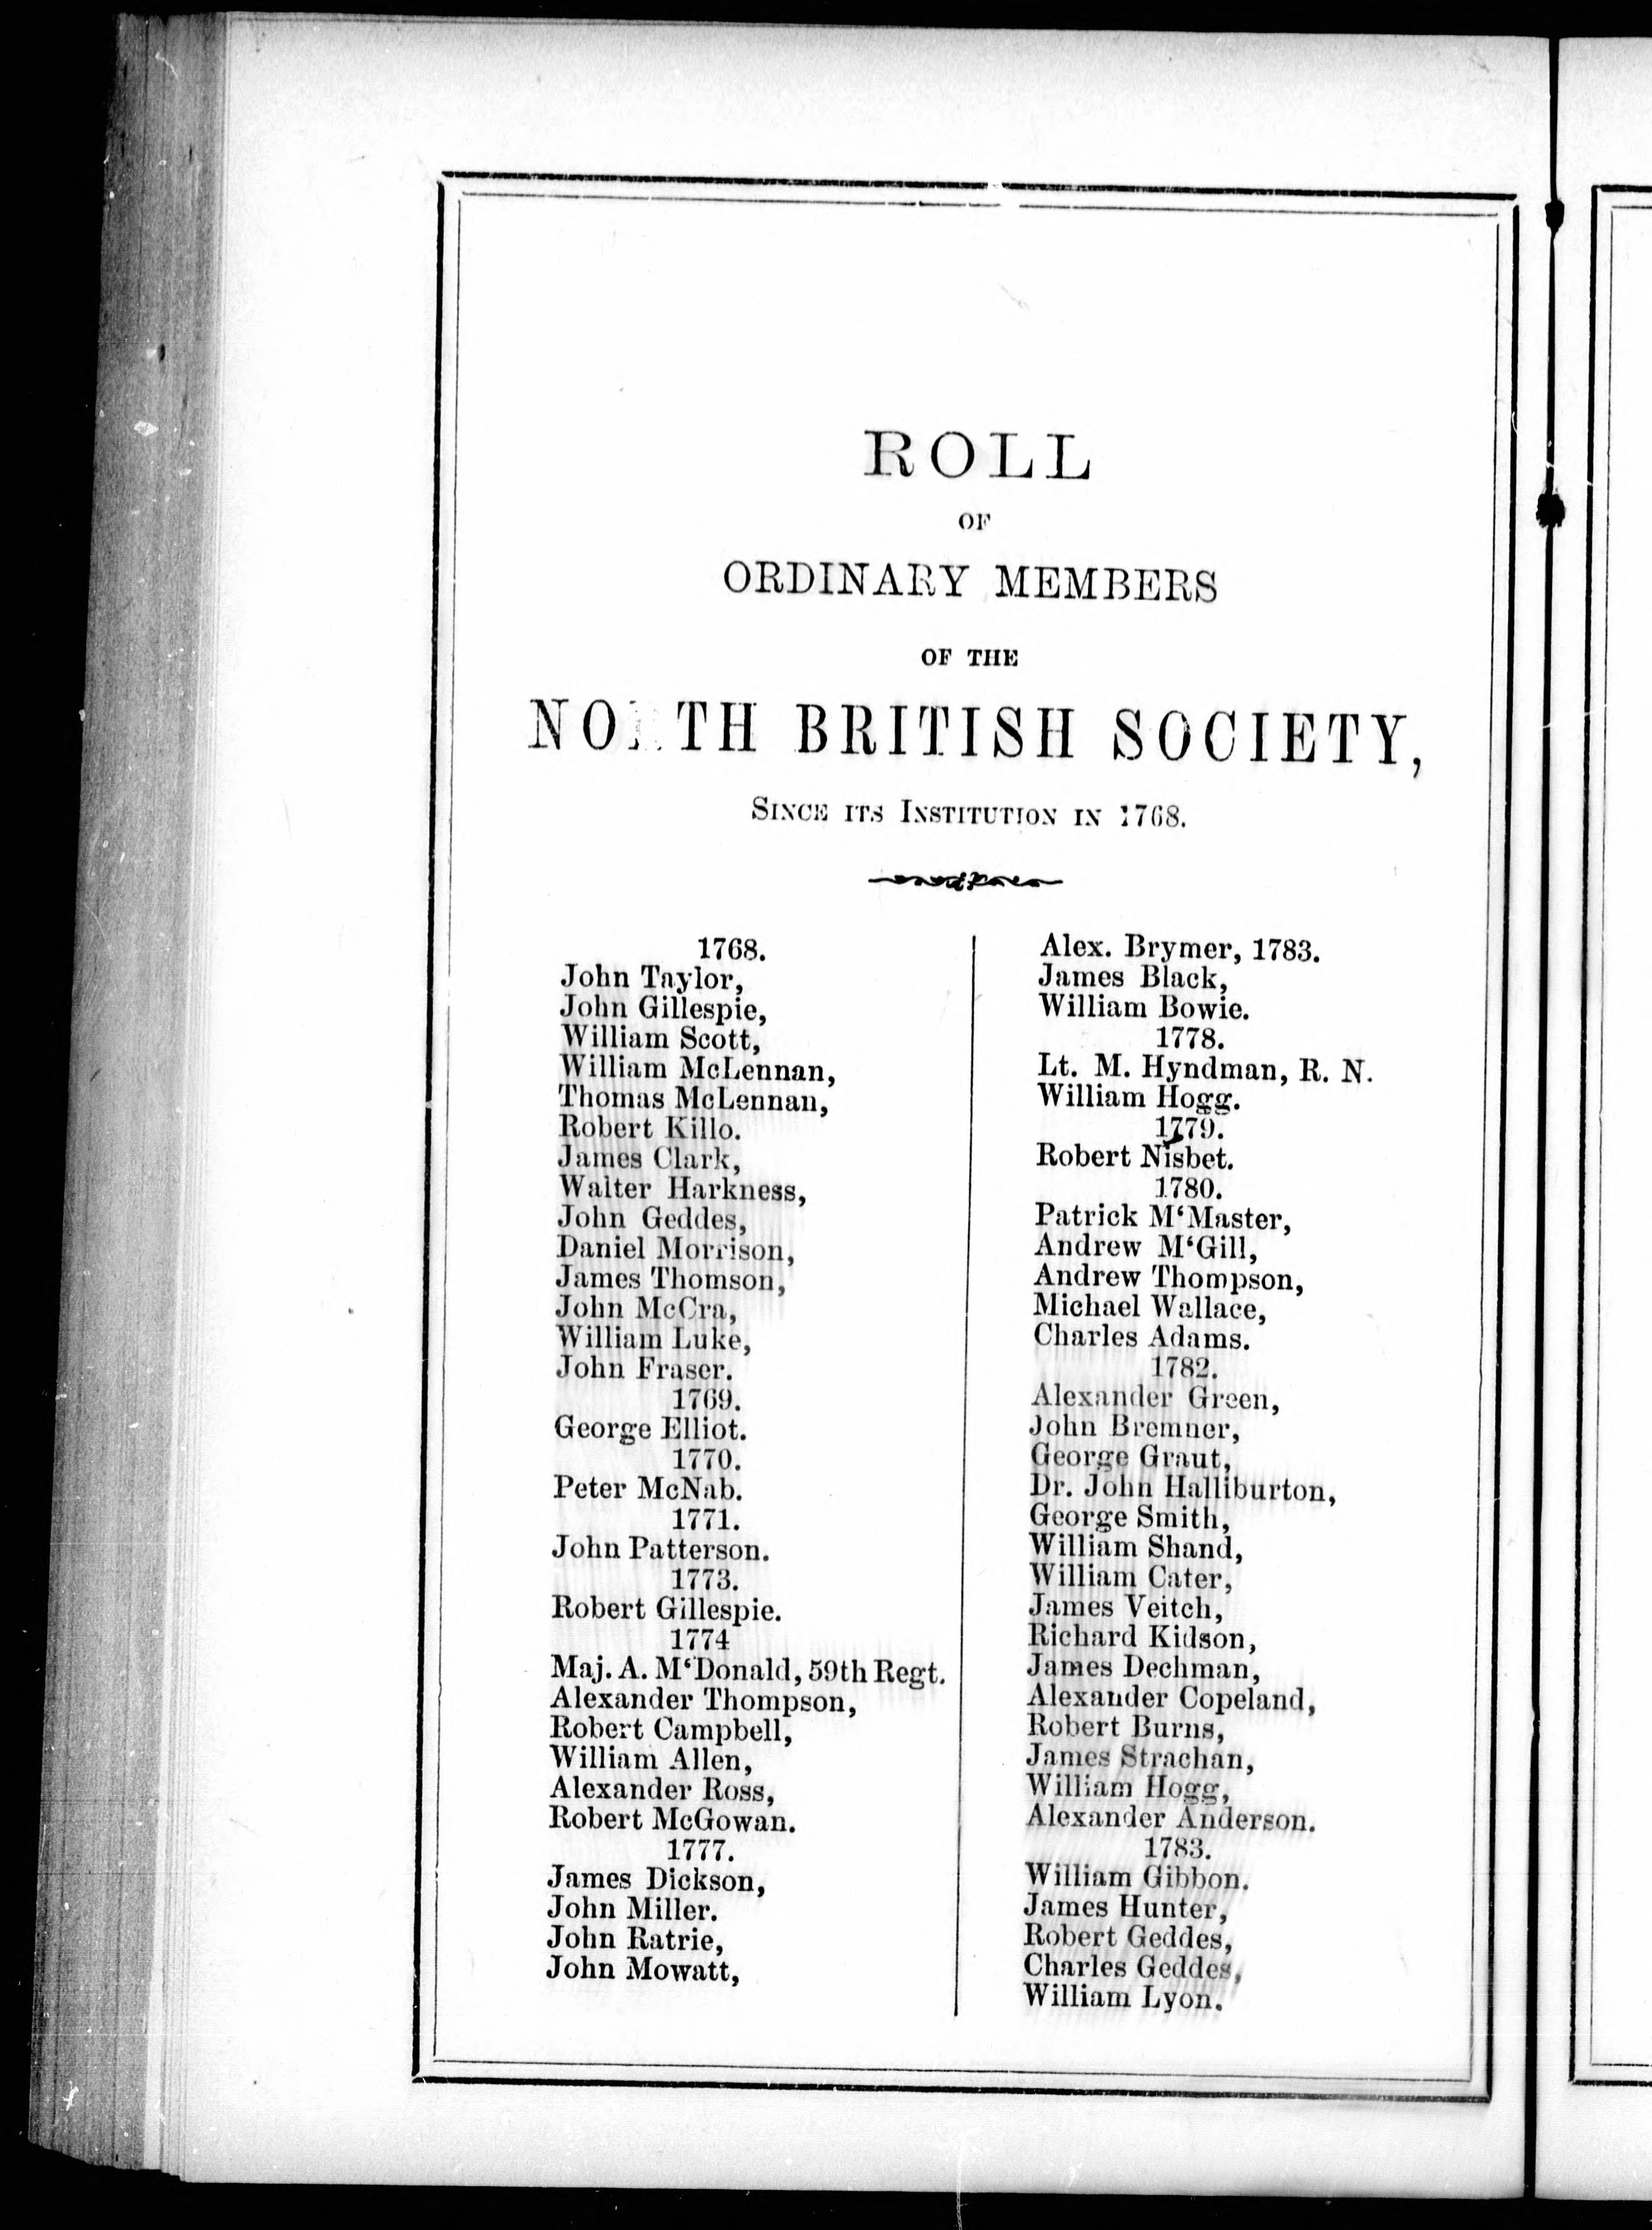 ROLL
OF
ORDINARY MEMBERS
OF THE
NORTH BRITISH SOCIETY,
SINCE ITS INSTITUTION IN 1768.
1768.
John Taylor,
John Gillespie,
William Scott,
William McLennan,
Thomas McLennan,
Robert Killo.
James Clark,
Walter Harkness,
John Geddes,
Daniel Morrison,
James Thomson,
John McCra,
William Luke,
John Fraser.
1769.
George Elliot.
1770.
Peter McNab.
1771.
John Patterson.
1773.
Robert Gillespie.
1774
Maj. A. M‘Donald, 59th Regt.
Alexander Thompson,
Robert Campbell,
William Allen,
Alexander Ross,
Robert McGowan.
1777.
James Dickson,
John Miller.
John Ratrie,
John Mowatt,
Alex. Brymer, 1783.
James Black,
William Bowie.
1778.
Lt. M. Hyndman, R. N.
William Hogg.
1779.
Robert Nisbet.
1780.
Patrick M‘Master,
Andrew M‘Gill,
Andrew Thompson,
Michael Wallace,
Charles Adams.
1782.
Alexander Green,
John Bremner,
George Graut,
Dr. John Halliburton,
George Smith,
William Shand,
William Cater,
James Veitch,
Richard Kidson,
James Dechman,
Alexander Copeland,
Robert Burns,
James Strachan,
William Hogg,
Alexander Anderson.
1783.
William Gibbon.
James Hunter,
Robert Geddes,
Charles Geddes,
William Lyon.